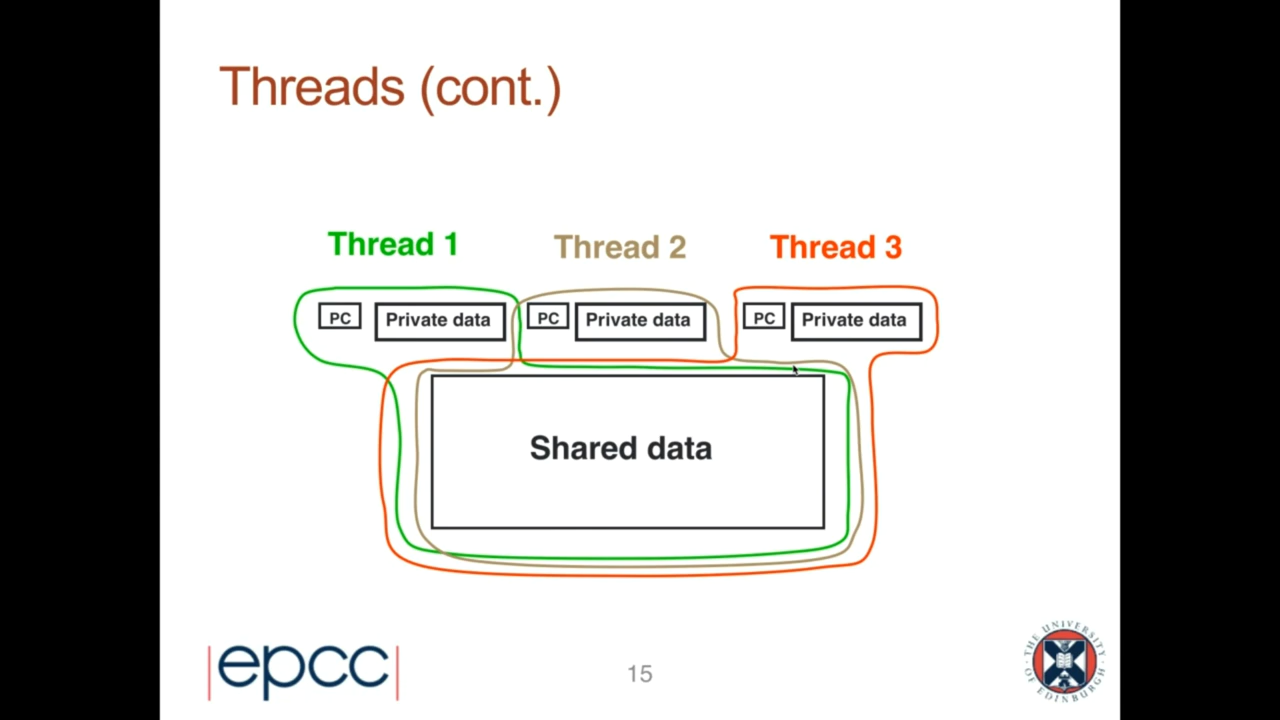 Threads (cont.)
Thread 1
Thread 2
Thread 3
PC
Private data
PC
Private data
PC
Private data
Shared data
epcc
15
THE UNIVERSITY OF EDINBURGH